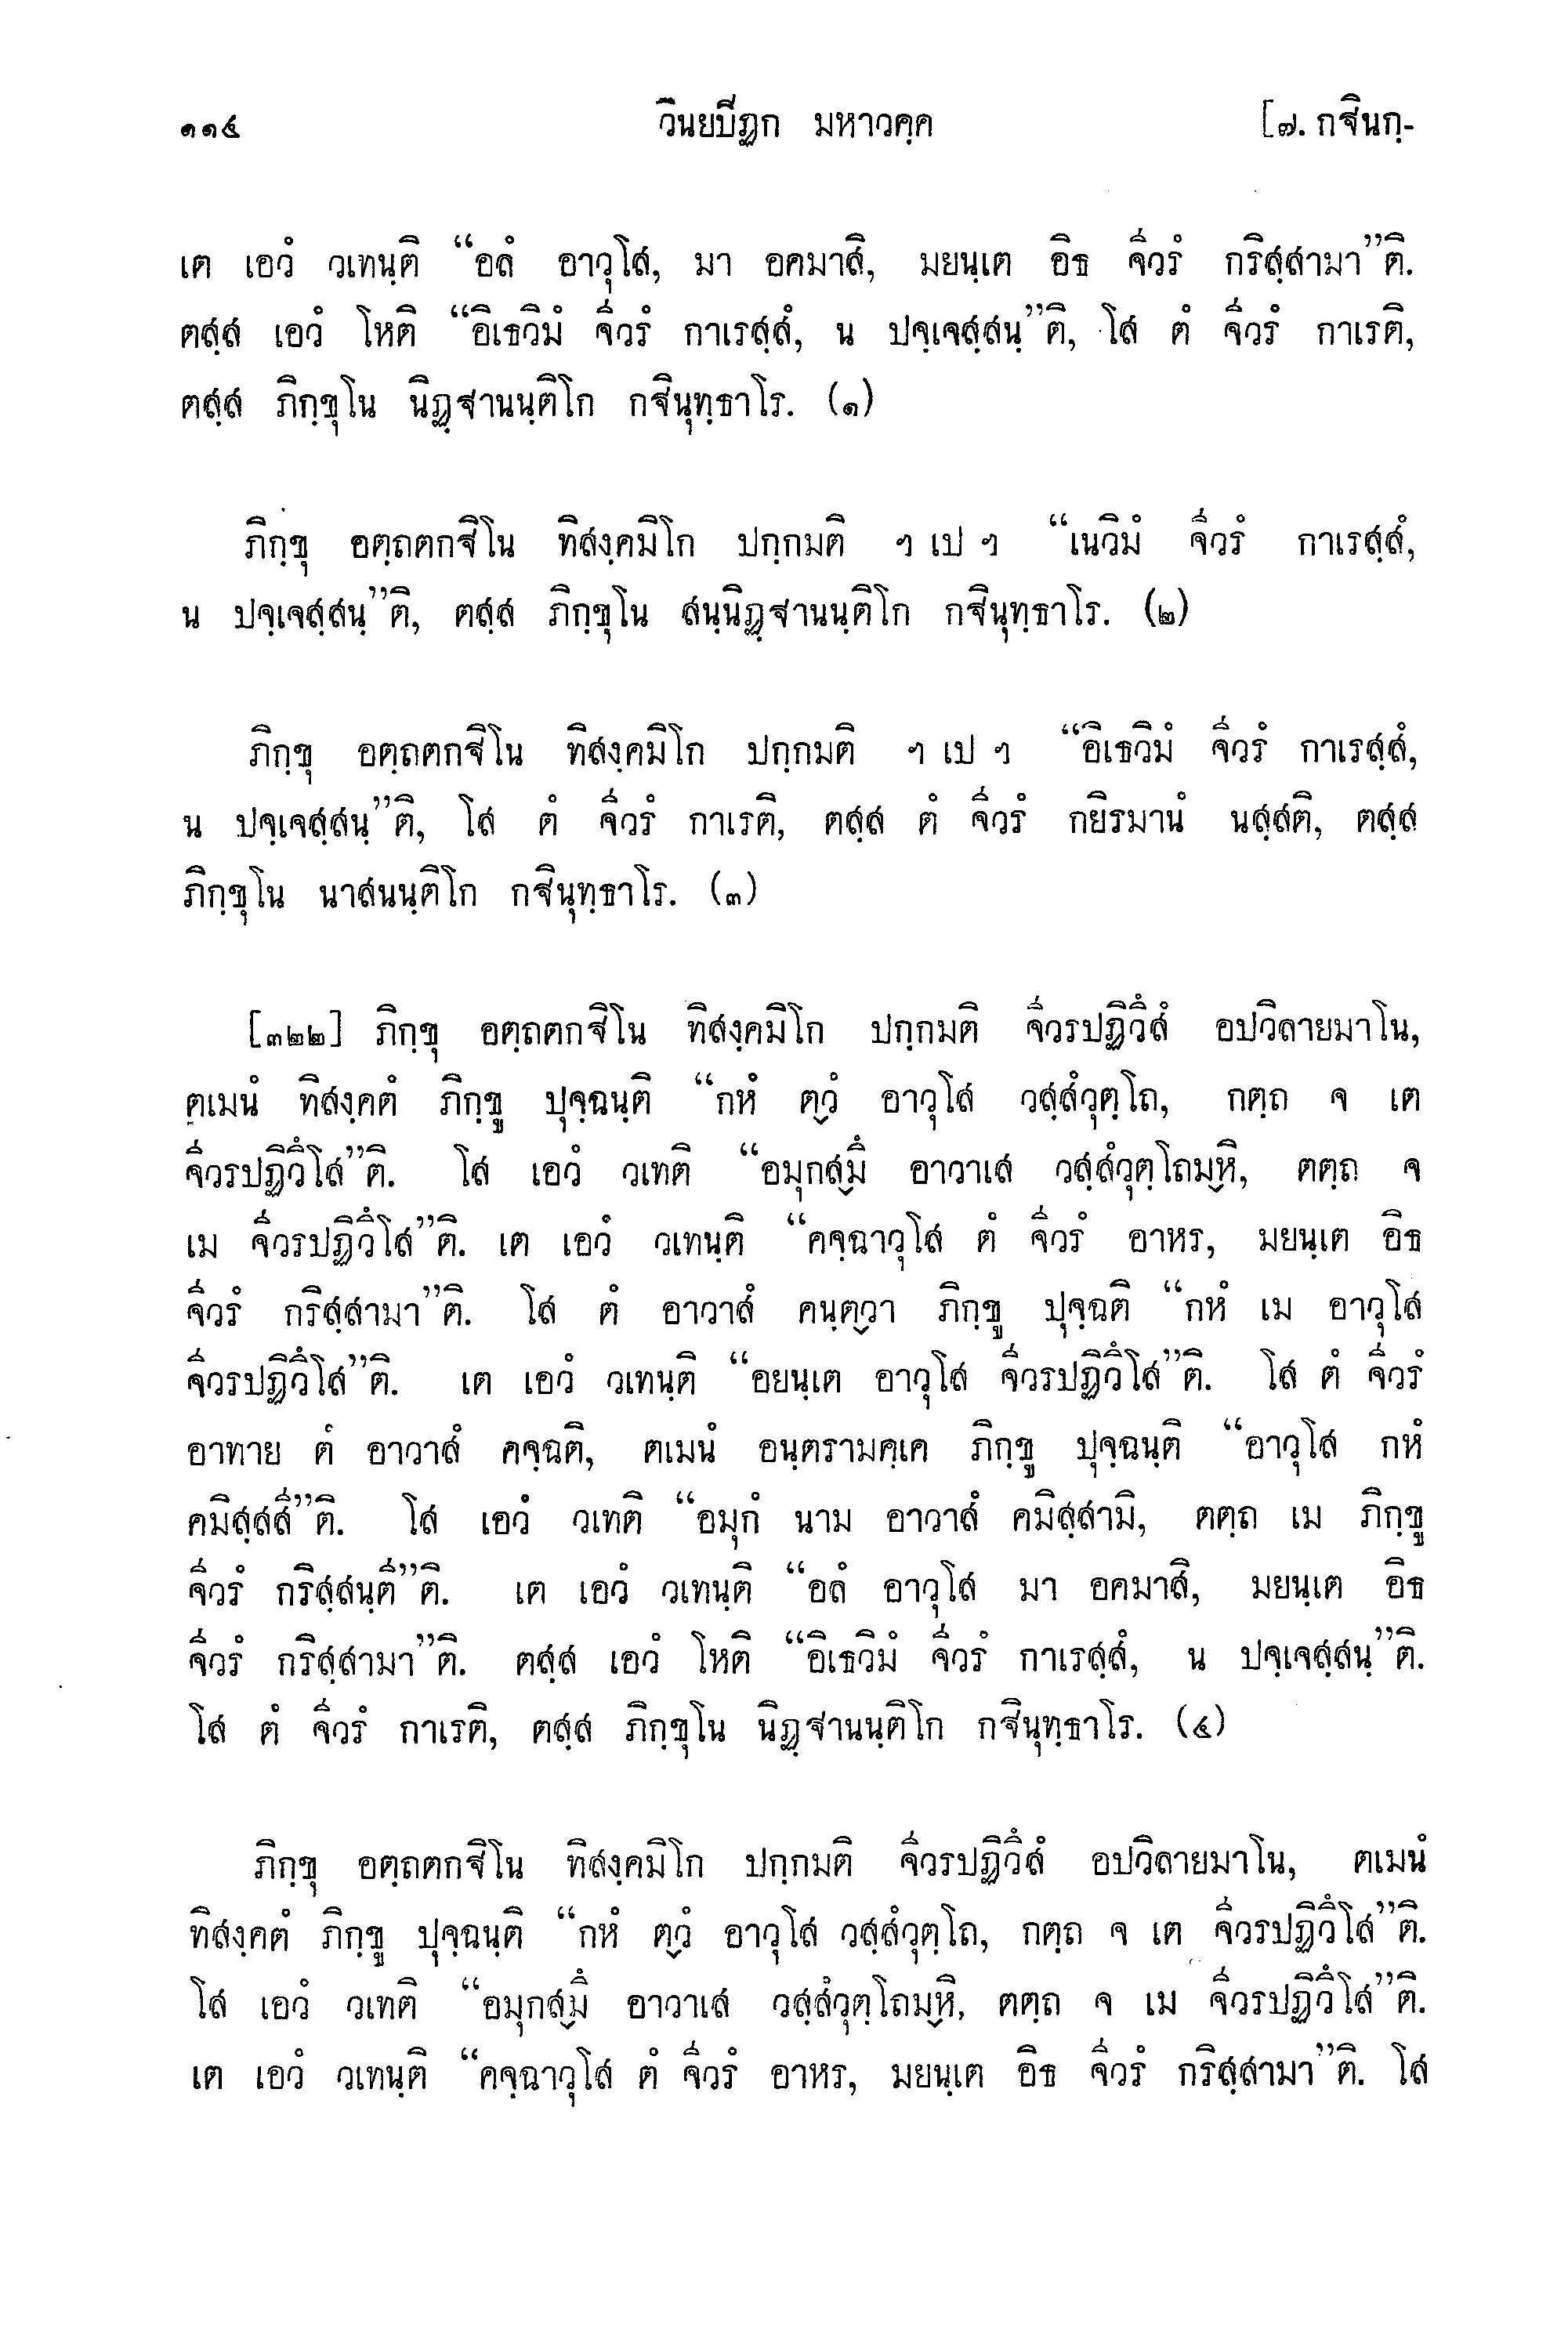 ๑๑๔ วินยปิฏก มหาวคฺค [๗. กฐินกฺ-
เต เอวํ วเทนฺติ “อลํ อาวุโส, มา อคมาสิ, มยนฺเต อิธ จีวรํ กริสฺสามา”ติ.
ตสฺส เอวํ โหติ “อิเธวิมํ จีวรํ กาเรสฺสํ, น ปจฺเจสฺสนฺ”ติ, โส ตํ จีวรํ กาเรติ,
ตสฺส ภิกฺขุโน นิฏฺฐานนฺติโก กฐินุทฺธาโร. (๑)
ภิกฺขุ อตฺถตกฐิโน ทิสงฺคมิโก ปกฺกมติ ฯ เป ฯ “เนวิมํ จีวรํ กาเรสฺสํ,
น ปจฺเจสฺสนฺ”ติ, ตสฺส ภิกฺขุโน สนฺนิฏฺฐานนฺติโก กฐินุทฺธาโร. (๒)
ภิกฺขุ อตฺถตกฐิโน ทิสงฺคมิโก ปกฺกมติ ฯ เป ฯ “อิเธวิมํ จีวรํ กาเรสฺสํ,
น ปจฺเจสฺสนฺ”ติ, โส ตํ จีวรํ กาเรติ, ตสฺส ตํ จีวรํ กยิรมานํ นสฺสติ, ตสฺส
ภิกฺขุโน นาสนนฺติโก กฐินุทฺธาโร. (๓)
[๓๒๒] ภิกฺขุ อตฺถตกฐิโน ทิสงฺคมิโก ปกฺกมติ จีวรปฏิวึสํ อปวิลายมาโน,
ตเมนํ ทิสงฺคตํ ภิกฺขู ปุจฺฉนฺติ “กหํ ต๎วํ อาวุโส วสฺสํวุตฺโถ, กตฺถ จ เต
จีวรปฏิวึโส”ติ. โส เอวํ วเทติ “อมุกส๎มึ อาวาเส วสฺสํวุตฺโถม๎หิ, ตตฺถ จ
เม จีวรปฏิวึโส”ติ. เต เอวํ วเทนฺติ “คจฺฉาวุโส ตํ จีวรํ อาหร, มยนฺเต อิธ
จีวรํ กริสฺสามา”ติ. โส ตํ อาวาสํ คนฺต๎วา ภิกฺขู ปุจฺฉติ “กหํ เม อาวุโส
จีวรปฏิวึโส”ติ. เต เอวํ วเทนฺติ “อยนฺเต อาวุโส จีวรปฏิวึโส”ติ. โส ตํ จีวรํ
อาทาย ตํ อาวาสํ คจฺฉติ, ตเมนํ อนฺตรามคฺเค ภิกฺขู ปุจฺฉนฺติ “อาวุโส กหํ
คมิสฺสสี”ติ. โส เอวํ วเทติ “อมุกํ นาม อาวาสํ คมิสฺสามิ, ตตฺถ เม ภิกฺขู
จีวรํ กริสฺสนฺตี”ติ. เต เอวํ วเทนฺติ “อลํ อาวุโส มา อคมาสิ, มยนฺเต อิธ
จีวรํ กริสฺสามา”ติ. ตสฺส เอวํ โหติ “อิเธวิมํ จีวรํ กาเรสฺสํ, น ปจฺเจสฺสนฺ”ติ.
โส ตํ จีวรํ กาเรติ, ตสฺส ภิกฺขุโน นิฏฺฐานนฺติโก กฐินุทฺธาโร. (๔)
ภิกฺขุ อตฺถตกฐิโน ทิสงฺคมิโก ปกฺกมติ จีวรปฏิวึสํ อปวิลายมาโน, ตเมนํ
ทิสงฺคตํ ภิกฺขู ปุจฺฉนฺติ “กหํ ต๎วํ อาวุโส วสฺสํวุตฺโถ, กตฺถ จ เต จีวรปฏิวึโส”ติ.
โส เอวํ วเทติ “อมุกส๎มึ อาวาเส วสฺสํวุตฺโถม๎หิ, ตตฺถ จ เม จีวรปฏิวึโส”ติ.
เต เอวํ วเทนฺติ “คจฺฉาวุโส ตํ จีวรํ อาหร, มยนฺเต อิธ จีวรํ กริสฺสามา”ติ. โส